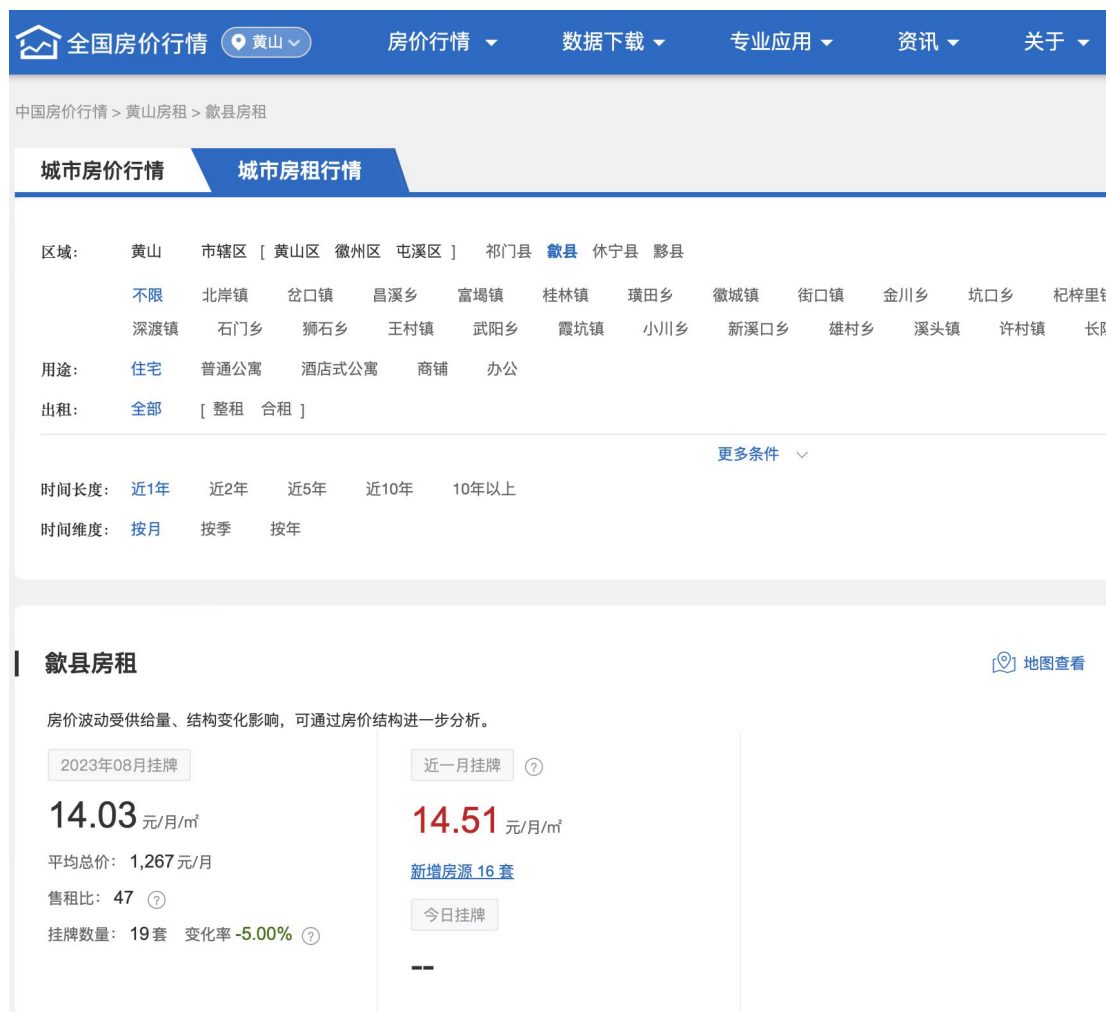 全国房价行情 黄山 房价行情 数据下载 专业应用 资讯 关于
中国房价行情 > 黄山房租 > 歙县房租
城市房价行情 城市房租行情
区域: 黄山 市辖区 [ 黄山区 徽州区 屯溪区 ] 祁门县 歙县 休宁县 黟县
不限 北岸镇 岔口镇 昌溪乡 富堨镇 桂林镇 璜田乡 徽城镇 街口镇 金川乡 坑口乡 杞梓里镇
深渡镇 石门乡 狮石乡 王村镇 武阳乡 霞坑镇 小川乡 新溪口乡 雄村乡 溪头镇 许村镇 长
用途: 住宅 普通公寓 酒店式公寓 商铺 办公
出租: 全部 [ 整租 合租 ]
更多条件
时间长度: 近1年 近2年 近5年 近10年 10年以上
时间维度: 按月 按季 按年
歙县房租 地图查看
房价波动受供给量、结构变化影响,可通过房价结构进一步分析。
2023年08月挂牌 近一月挂牌 ?
14.03 元/月/㎡ 14.51 元/月/㎡
平均总价: 1,267 元/月 新增房源 16 套
售租比: 47 ? 今日挂牌
挂牌数量: 19 套 变化率 -5.00% ?
--